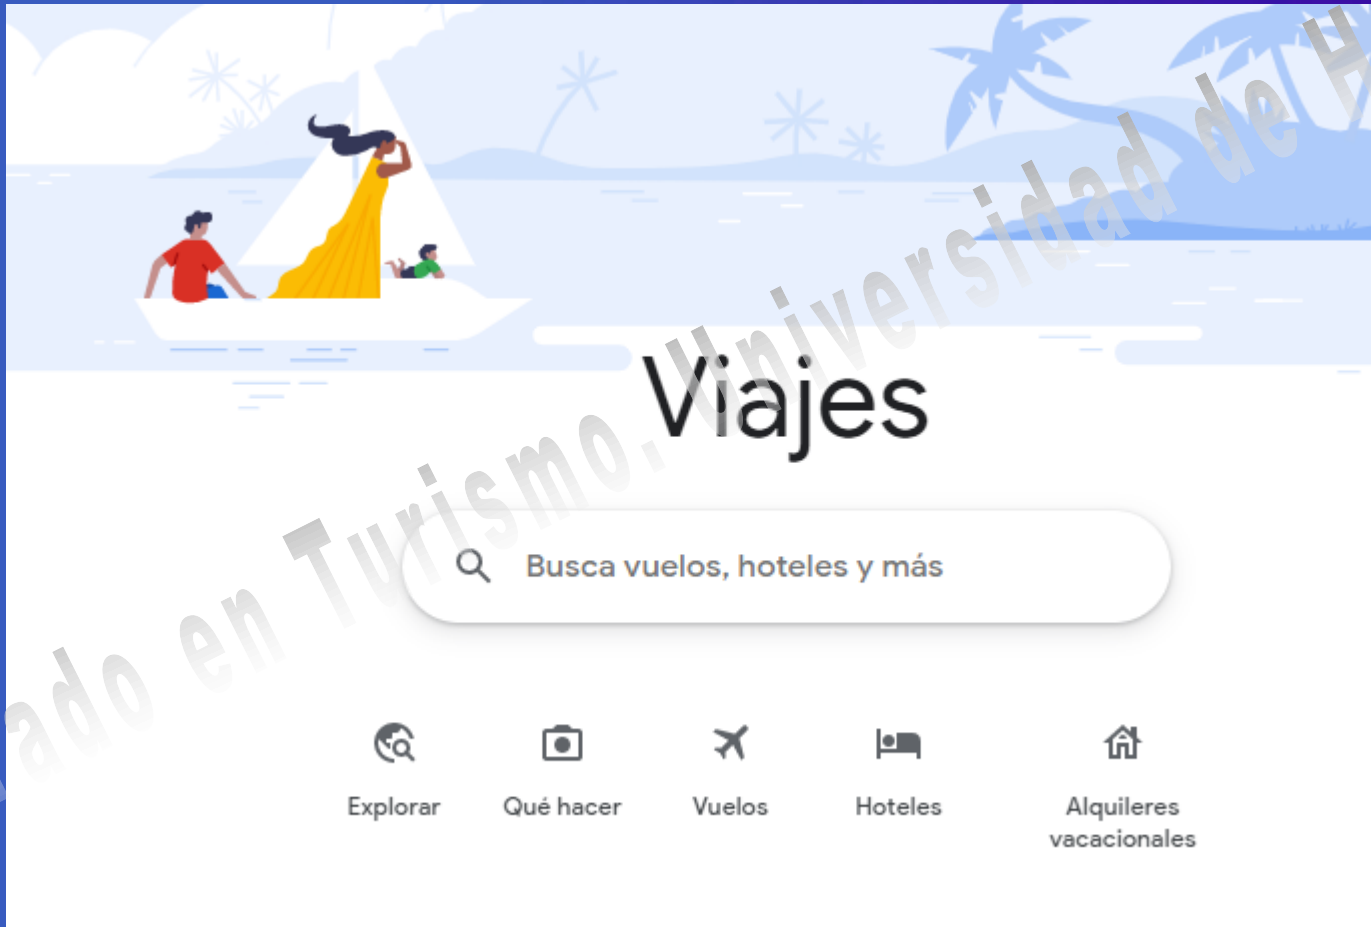 Viajes
Busca vuelos, hoteles y más
Explorar
Qué hacer
Vuelos
Hoteles
Alquileres
vacacionales
ado en Turismo. Universidad de H